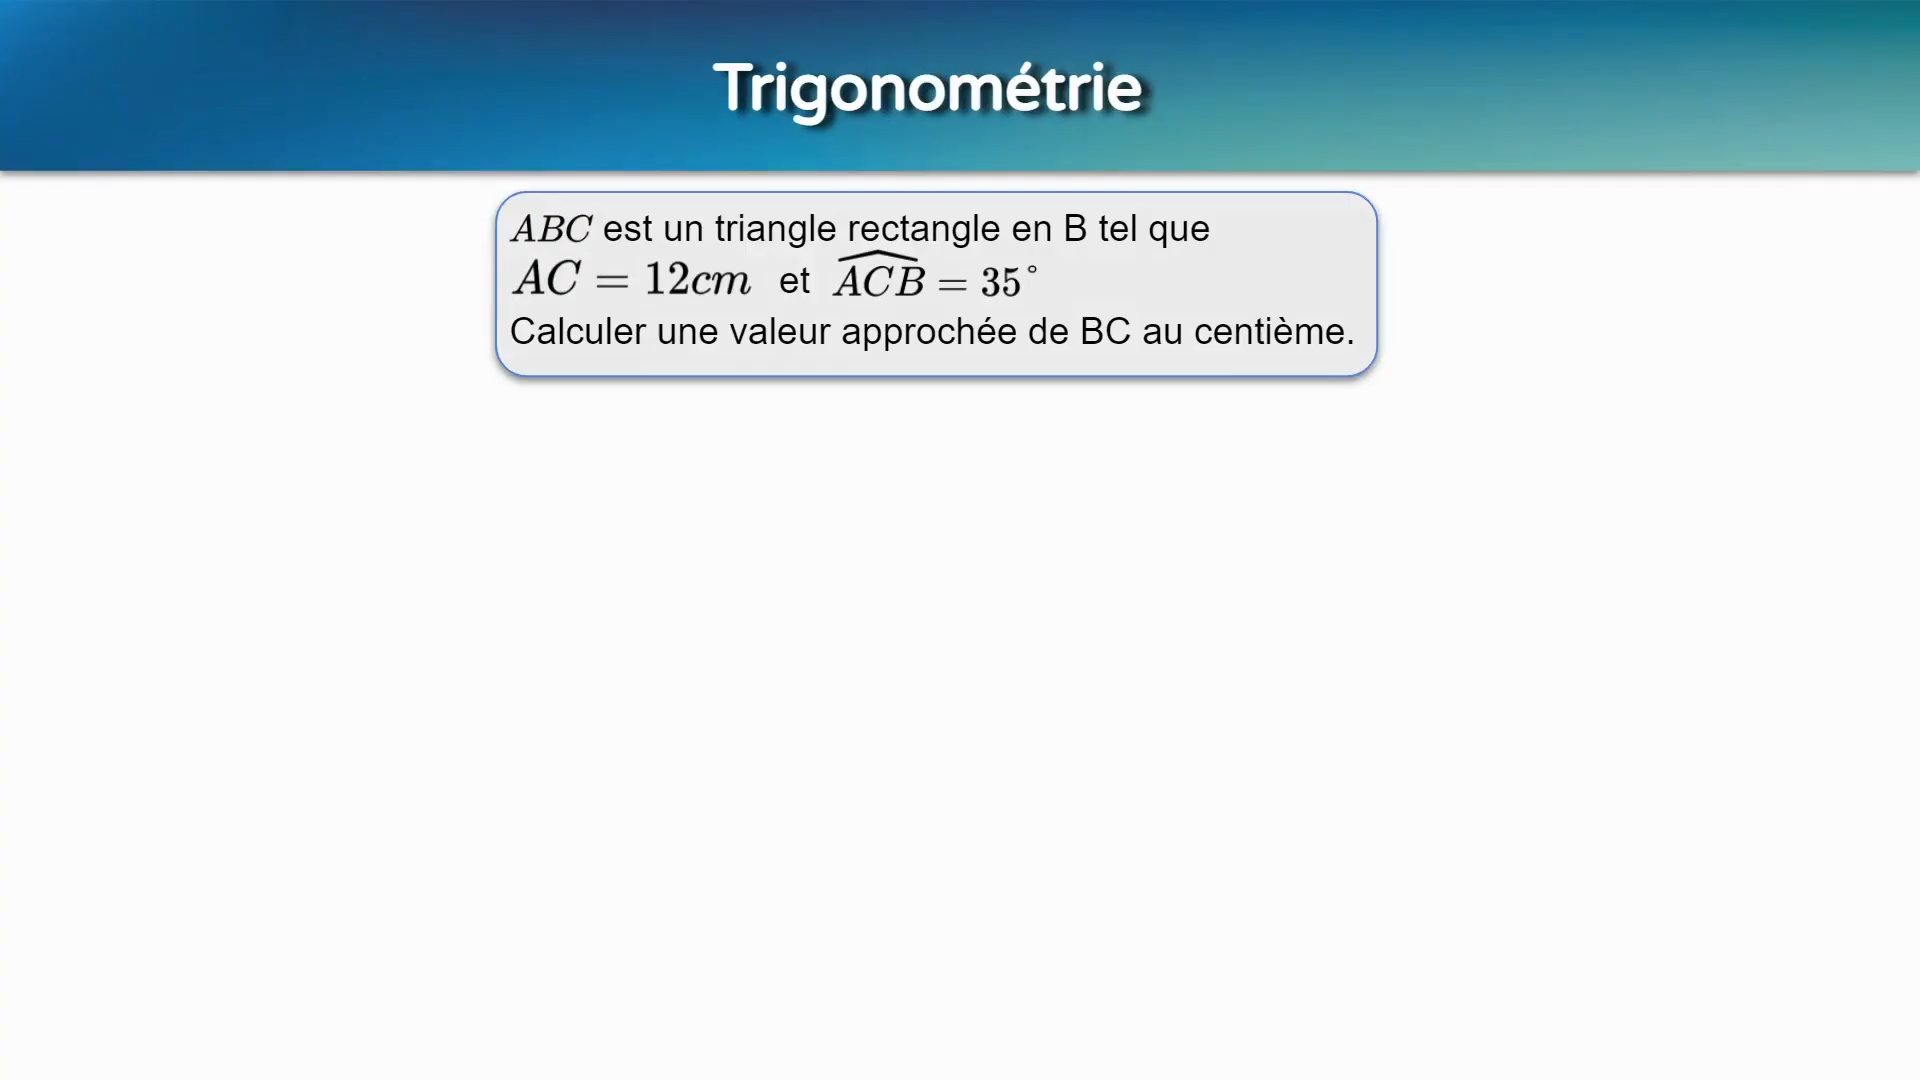 Trigonométrie
ABC est un triangle rectangle en B tel que
AC = 12cm et \widehat{ACB} = 35°
Calculer une valeur approchée de BC au centième.